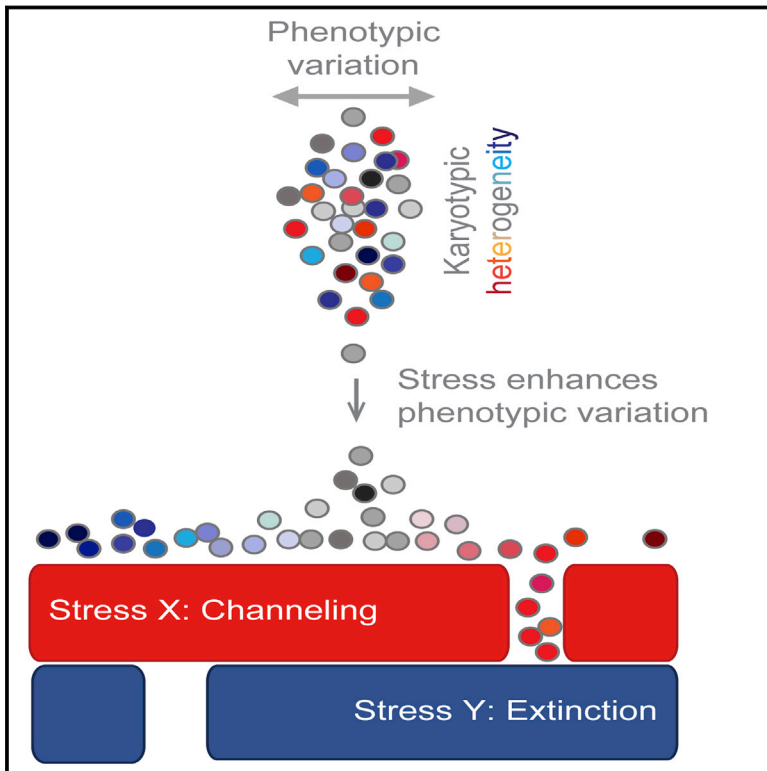 Phenotypic
variation
Karyotypic
heterogeneity
Stress enhances
phenotypic variation
Stress X: Channeling
Stress Y: Extinction